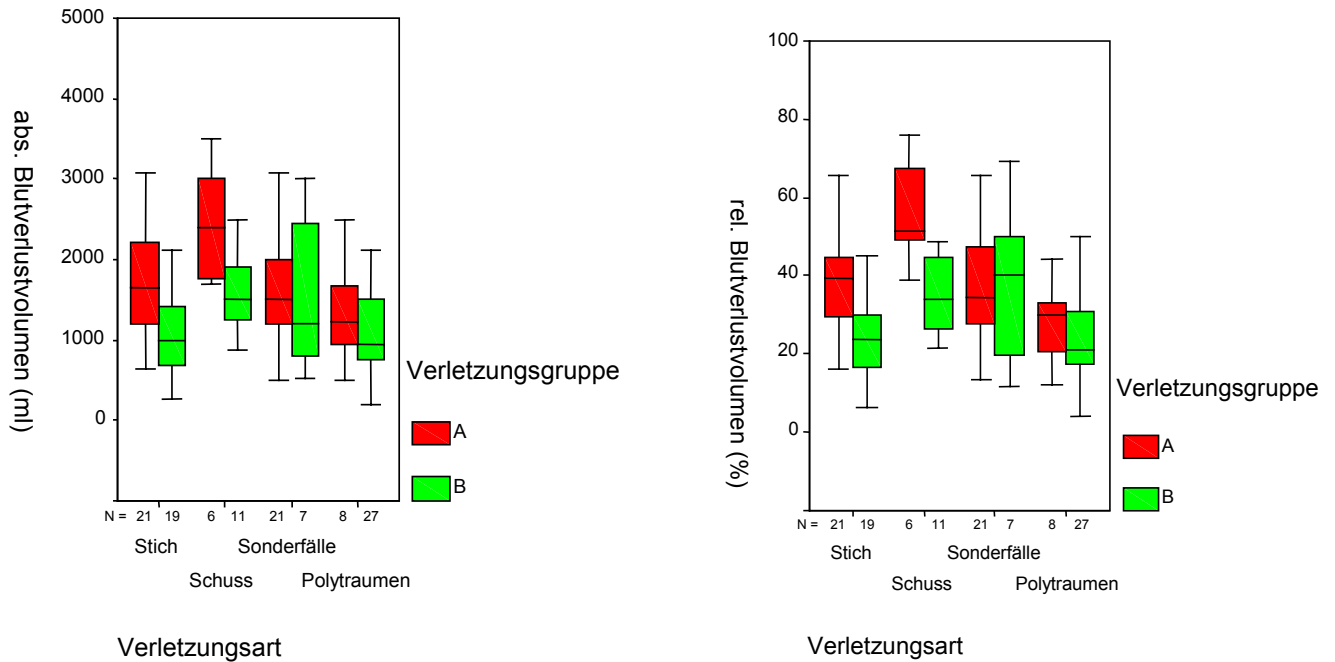 abs. Blutverlustvolumen (ml)
5000
4000
3000
2000
1000
0
N = 21 19 6 11 21 7 8 27
Stich Sonderfälle
Schuss Polytraumen
Verletzungsart
Verletzungsgruppe
A
B
rel. Blutverlustvolumen (%)
100
80
60
40
20
0
N = 21 19 6 11 21 7 8 27
Stich Sonderfälle
Schuss Polytraumen
Verletzungsart
Verletzungsgruppe
A
B